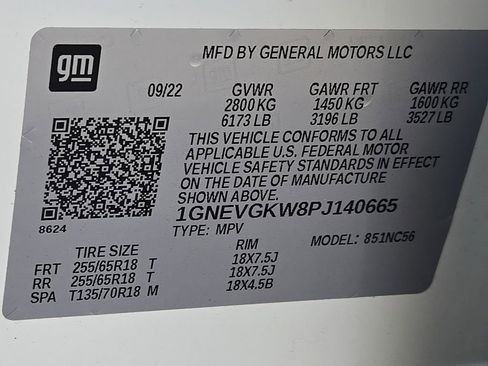 gm
MFD BY GENERAL MOTORS LLC
09/22 GVWR GAWR FRT GAWR RR
2800 KG 1450 KG 1600 KG
6173 LB 3196 LB 3527 LB
THIS VEHICLE CONFORMS TO ALL
APPLICABLE U.S. FEDERAL MOTOR
VEHICLE SAFETY STANDARDS IN EFFECT
ON THE DATE OF MANUFACTURE
SHOWN ABOVE.
1GNEVGKW8PJ140665
8624
TYPE: MPV MODEL: 851NC56
TIRE SIZE RIM
FRT 255/65R18 T 18X7.5J
RR 255/65R18 T 18X7.5J
SPA T135/70R18 M 18X4.5B